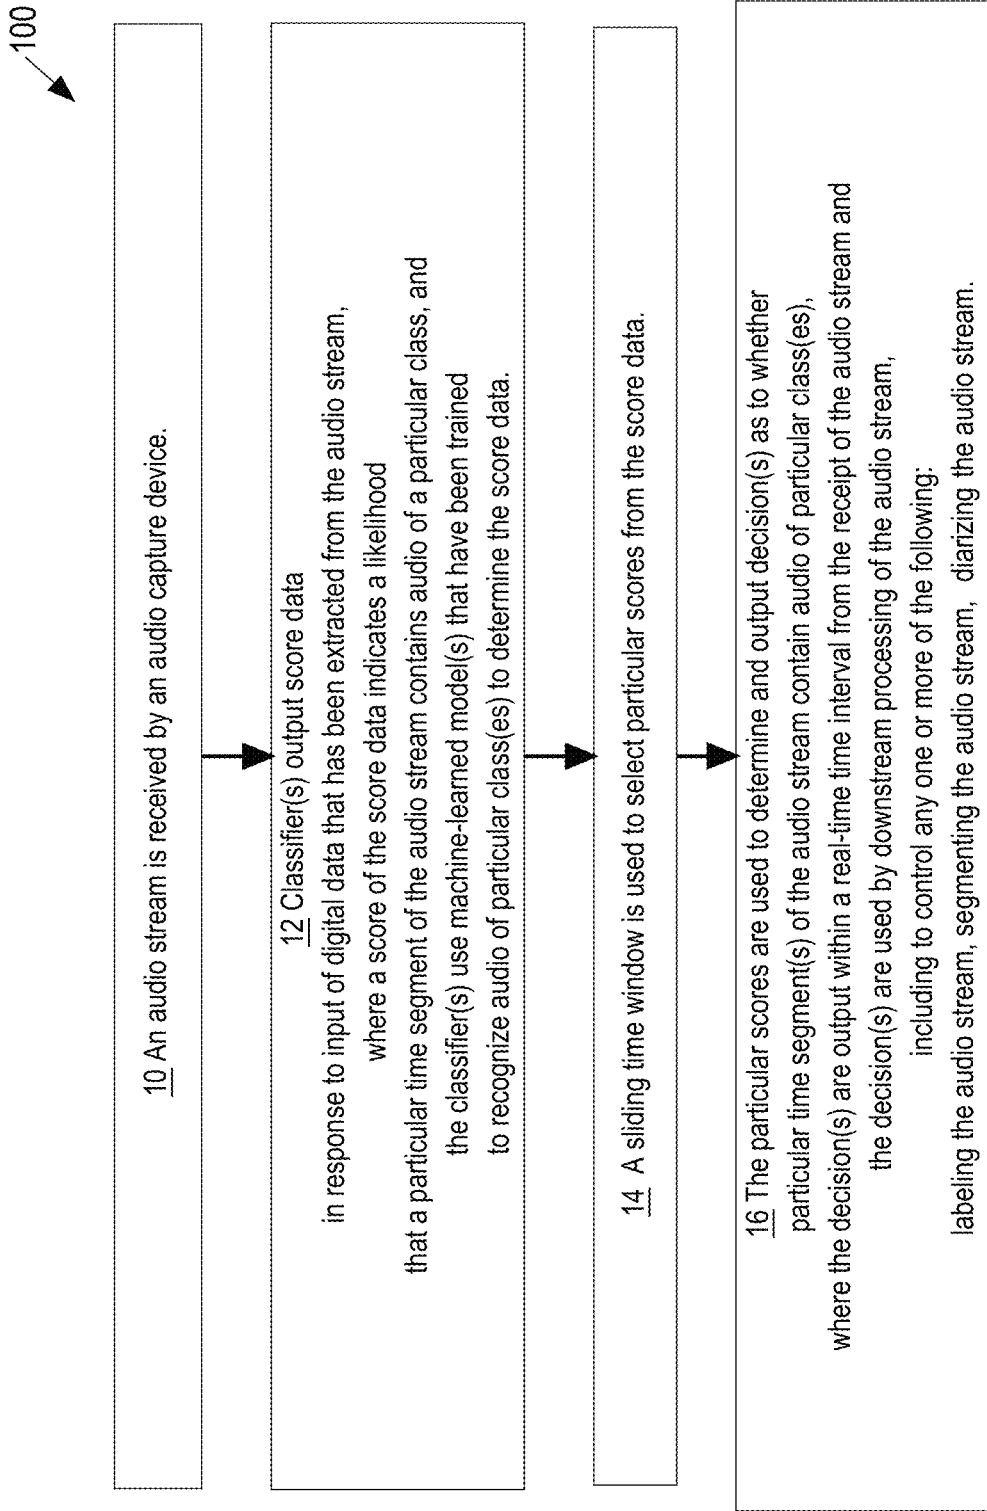 100
10 An audio stream is received by an audio capture device.
12 Classifier(s) output score data
in response to input of digital data that has been extracted from the audio stream,
where a score of the score data indicates a likelihood
that a particular time segment of the audio stream contains audio of a particular class, and
the classifier(s) use machine-learned model(s) that have been trained
to recognize audio of particular class(es) to determine the score data.
14 A sliding time window is used to select particular scores from the score data.
16 The particular scores are used to determine and output decision(s) as to whether
particular time segment(s) of the audio stream contain audio of particular class(es),
where the decision(s) are output within a real-time time interval from the receipt of the audio stream and
the decision(s) are used by downstream processing of the audio stream,
including to control any one or more of the following:
labeling the audio stream, segmenting the audio stream, diarizing the audio stream.